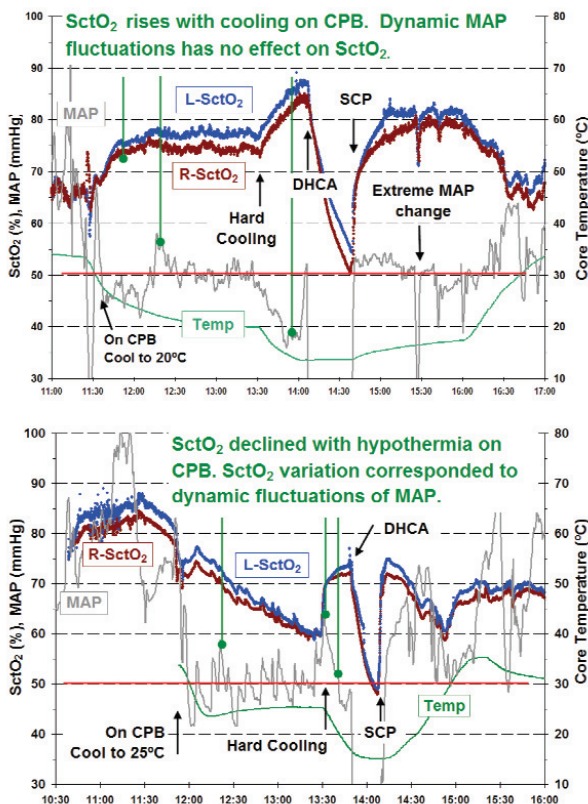 SctO₂ rises with cooling on CPB. Dynamic MAP
fluctuations has no effect on SctO₂.
SctO₂ (%), MAP (mmHg)
100
90
80
70
60
50
40
30
MAP
L-SctO₂
R-SctO₂
SCP
DHCA
Hard
Cooling
Extreme MAP
change
On CPB
Cool to 20ºC
Temp
80
70
60
50
40
30
20
10
Core Temperature (ºC)
11:00 11:30 12:00 12:30 13:00 13:30 14:00 14:30 15:00 15:30 16:00 16:30 17:00
SctO₂ declined with hypothermia on
CPB. SctO₂ variation corresponded to
dynamic fluctuations of MAP.
SctO₂ (%), MAP (mmHg)
100
90
80
70
60
50
40
30
R-SctO₂
MAP
L-SctO₂
DHCA
On CPB
Cool to 25ºC
Hard Cooling
SCP
Temp
80
70
60
50
40
30
20
10
0
Core Temperature (ºC)
10:30 11:00 11:30 12:00 12:30 13:00 13:30 14:00 14:30 15:00 15:30 16:00